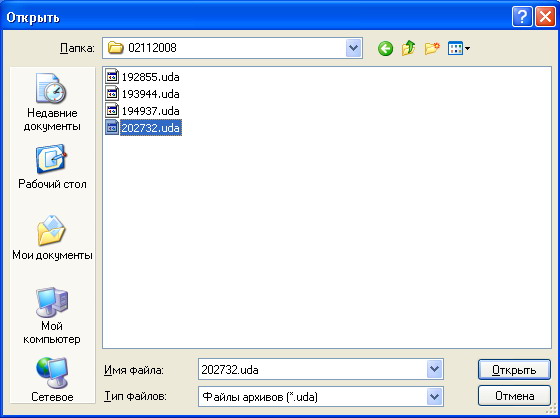 Открыть
Папка: 02112008
192855.uda
193944.uda
194937.uda
202732.uda
Недавние
документы
Рабочий стол
Мои документы
Мой
компьютер
Сетевое
Имя файла: 202732.uda Открыть
Тип файлов: Файлы архивов (*.uda) Отмена